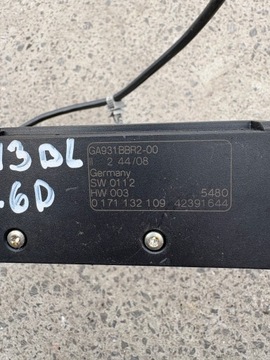 GA931BBR2-00
2 44/08
Germany
SW 0112
HW 003 5480
0 171 132 109 42391644
13 DL
.6D